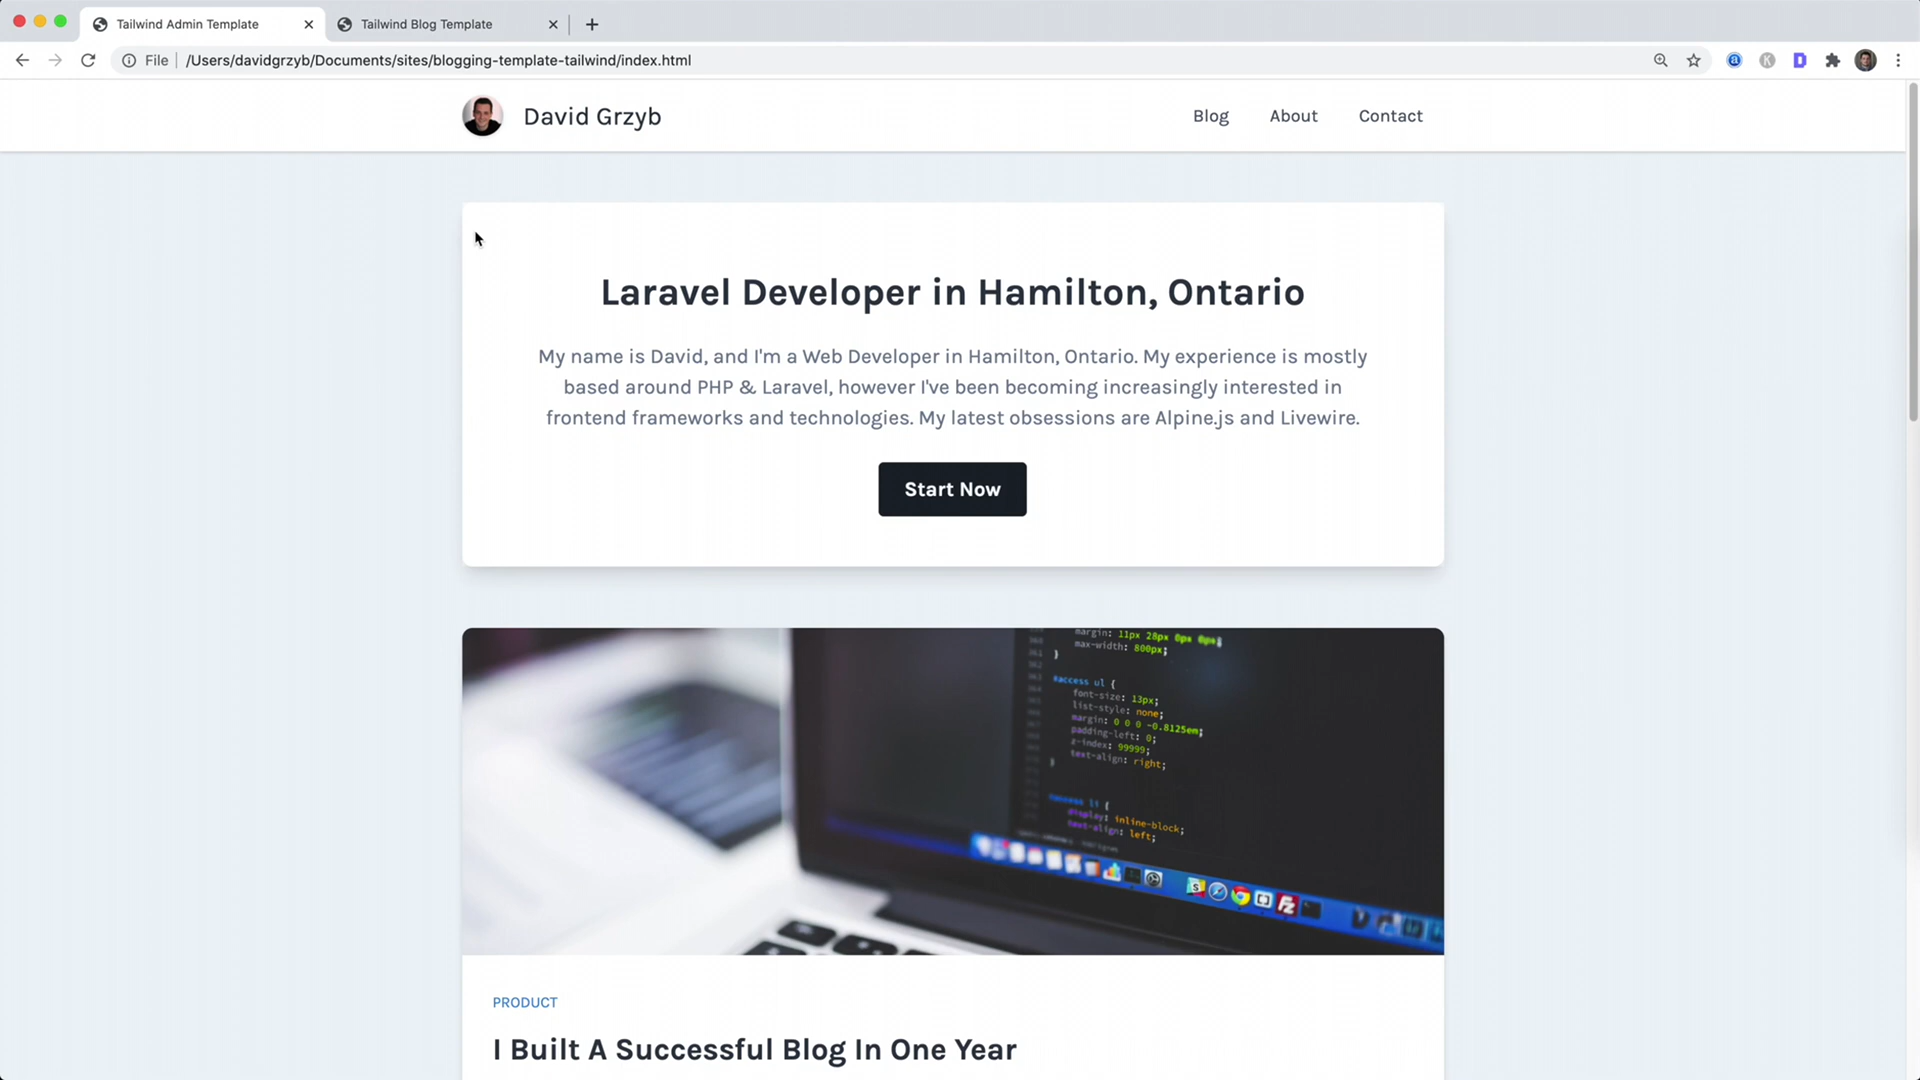 Tailwind Admin Template
Tailwind Blog Template
File
/Users/davidgrzyb/Documents/sites/blogging-template-tailwind/index.html
David Grzyb
Blog
About
Contact
Laravel Developer in Hamilton, Ontario
My name is David, and I'm a Web Developer in Hamilton, Ontario. My experience is mostly
based around PHP & Laravel, however I've been becoming increasingly interested in
frontend frameworks and technologies. My latest obsessions are Alpine.js and Livewire.
Start Now
margin: 11px 28px 0px 0px;
max-width: 800px;
}
#access ul {
font-size: 13px;
list-style: none;
margin: 0 0 0 -0.8125em;
padding-left: 0;
z-index: 99999;
text-align: right;
}
display: inline-block;
text-align: left;
PRODUCT
I Built A Successful Blog In One Year